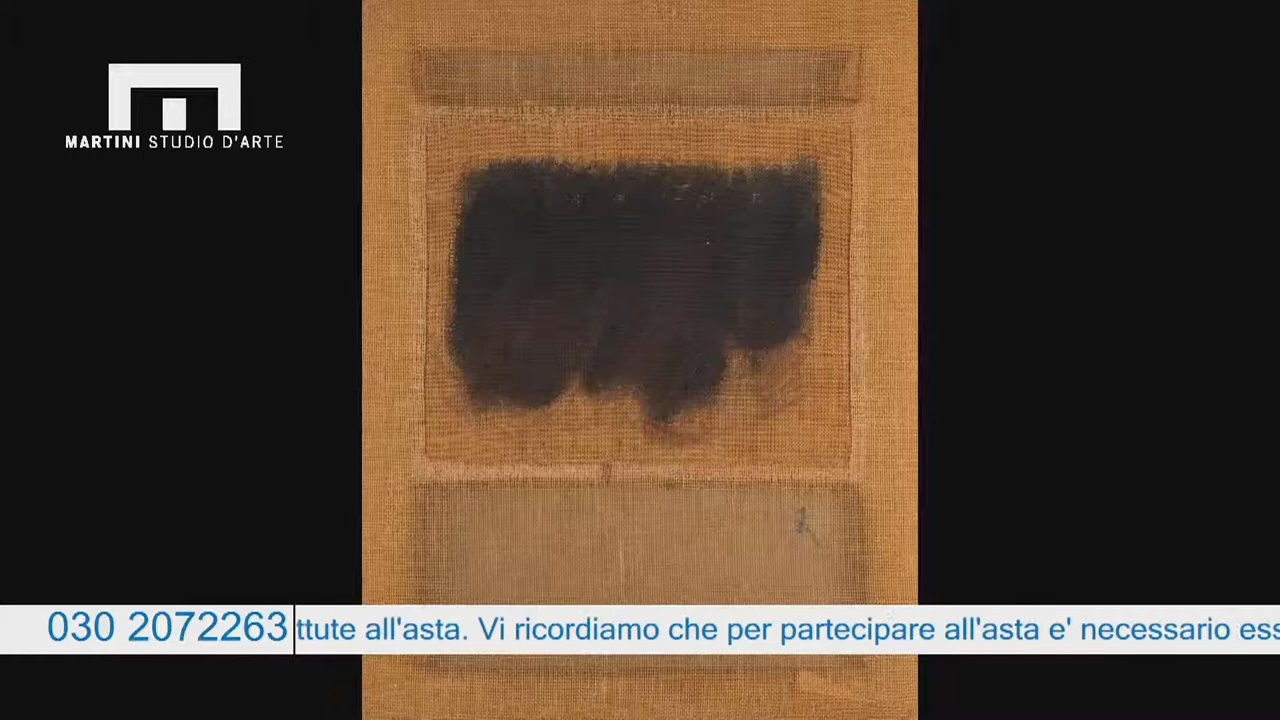 MARTINI STUDIO D'ARTE
030 2072263
ttute all'asta. Vi ricordiamo che per partecipare all'asta e' necessario ess